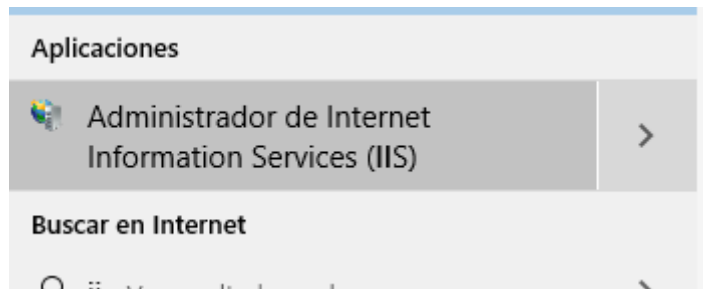 Aplicaciones
Administrador de Internet
Information Services (IIS)
Buscar en Internet